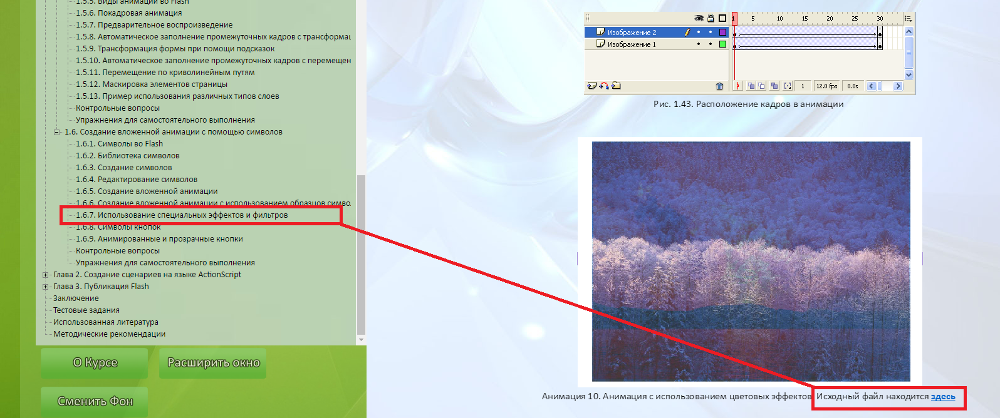 1.5.5. Виды анимации во Flash
1.5.6. Покадровая анимация
1.5.7. Предварительное воспроизведение
1.5.8. Автоматическое заполнение промежуточных кадров с трансформац
1.5.9. Трансформация формы при помощи подсказок
1.5.10. Автоматическое заполнение промежуточных кадров с перемещен
1.5.11. Перемещение по криволинейным путям
1.5.12. Маскировка элементов страницы
1.5.13. Пример использования различных типов слоев
Контрольные вопросы
Упражнения для самостоятельного выполнения
1.6. Создание вложенной анимации с помощью символов
1.6.1. Символы во Flash
1.6.2. Библиотека символов
1.6.3. Создание символов
1.6.4. Редактирование символов
1.6.5. Создание вложенной анимации
1.6.6. Создание вложенной анимации с использованием образцов симво
1.6.7. Использование специальных эффектов и фильтров
1.6.8. Символы кнопок
1.6.9. Анимированные и прозрачные кнопки
Контрольные вопросы
Упражнения для самостоятельного выполнения
Глава 2. Создание сценариев на языке ActionScript
Глава 3. Публикация Flash
Заключение
Тестовые задания
Использованная литература
Методические рекомендации
О Курсе
Расширить окно
Сменить Фон
1 5 10 15 20 25 30
Изображение 2
Изображение 1
1 12.0 fps 0.0s
Рис. 1.43. Расположение кадров в анимации
Анимация 10. Анимация с использованием цветовых эффектов Исходный файл находится здесь